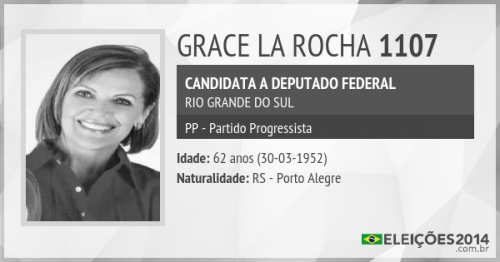 GRACE LA ROCHA 1107
CANDIDATA A DEPUTADO FEDERAL
RIO GRANDE DO SUL
PP - Partido Progressista
Idade: 62 anos (30-03-1952)
Naturalidade: RS - Porto Alegre
ELEIÇÕES2014
.com.br